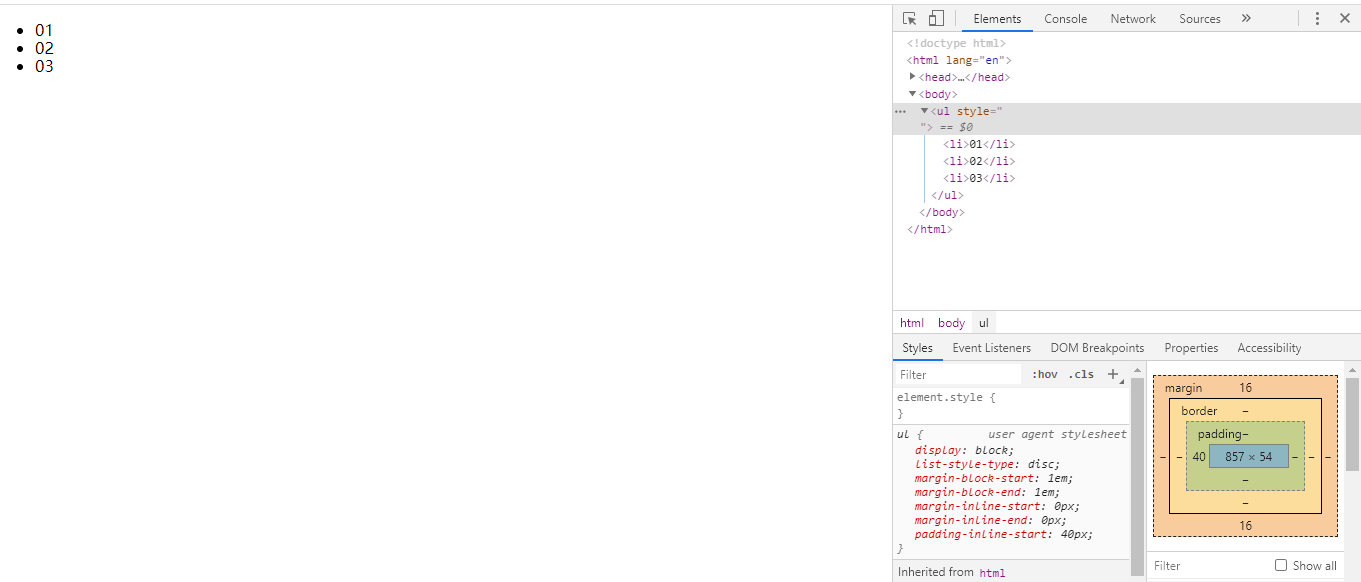 01
02
03
Elements Console Network Sources »
<!doctype html>
<html lang="en">
<head>…</head>
<body>
<ul style="
"> == $0
<li>01</li>
<li>02</li>
<li>03</li>
</ul>
</body>
</html>
html body ul
Styles Event Listeners DOM Breakpoints Properties Accessibility
Filter :hov .cls +
element.style {
}
ul { user agent stylesheet
display: block;
list-style-type: disc;
margin-block-start: 1em;
margin-block-end: 1em;
margin-inline-start: 0px;
margin-inline-end: 0px;
padding-inline-start: 40px;
}
Inherited from html
margin 16
border –
padding –
– – 40 857 × 54 – – –
–
–
16
Filter Show all